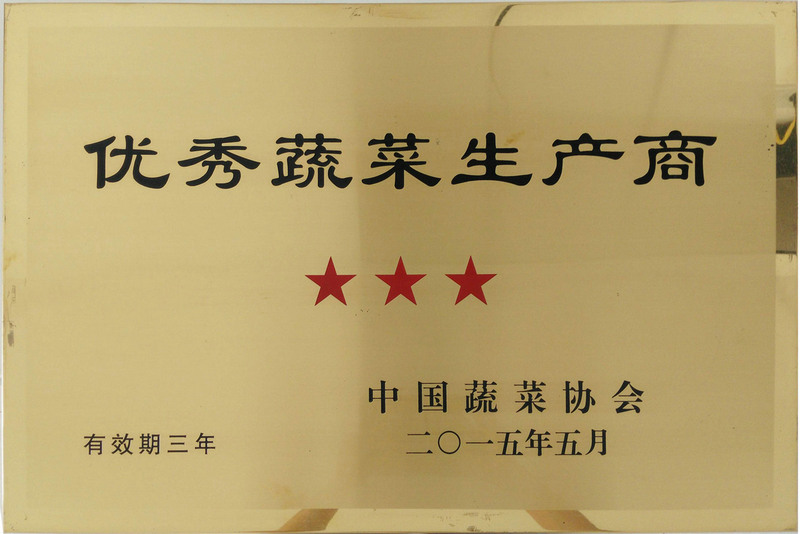 优秀蔬菜生产商
中国蔬菜协会
有效期三年
二〇一五年五月